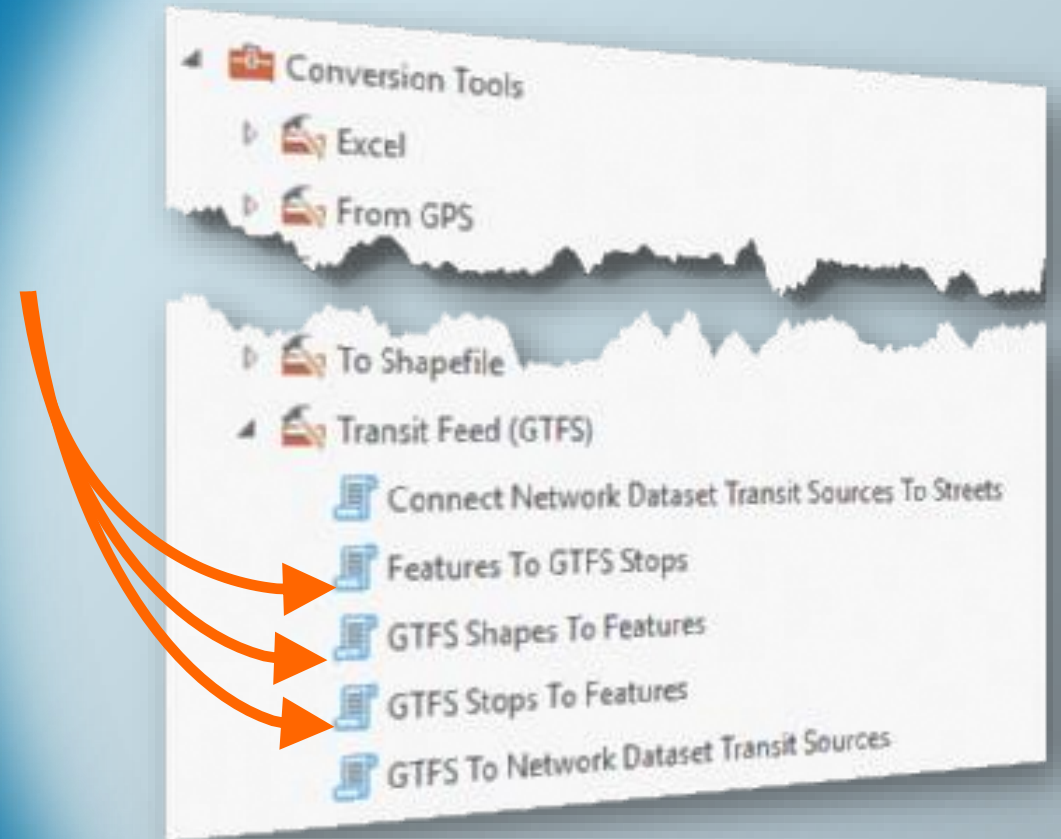 Conversion Tools
Excel
From GPS
To Shapefile
Transit Feed (GTFS)
Connect Network Dataset Transit Sources To Streets
Features To GTFS Stops
GTFS Shapes To Features
GTFS Stops To Features
GTFS To Network Dataset Transit Sources